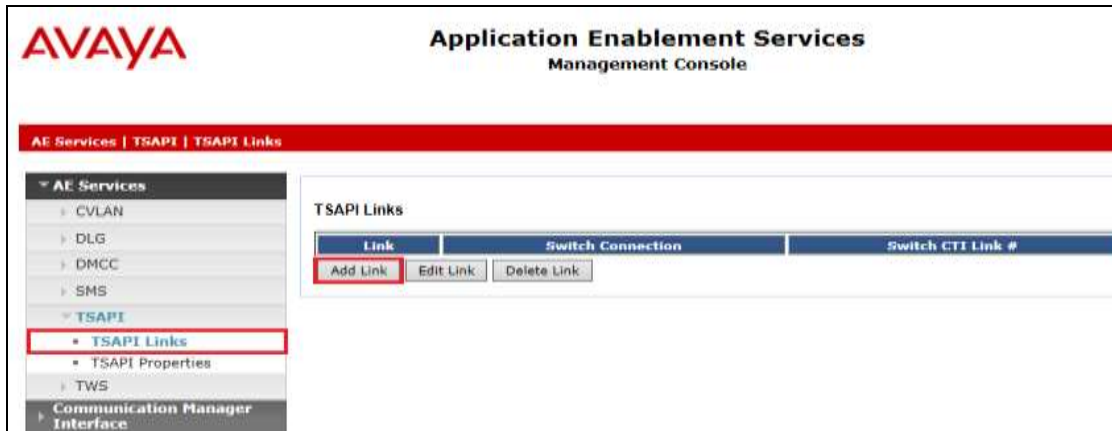 AVAYA
Application Enablement Services
Management Console
AE Services | TSAPI | TSAPI Links
AE Services
CVLAN
DLG
DMCC
SMS
TSAPI
TSAPI Links
TSAPI Properties
TWS
Communication Manager
Interface
TSAPI Links
Link Switch Connection Switch CTI Link #
Add Link Edit Link Delete Link